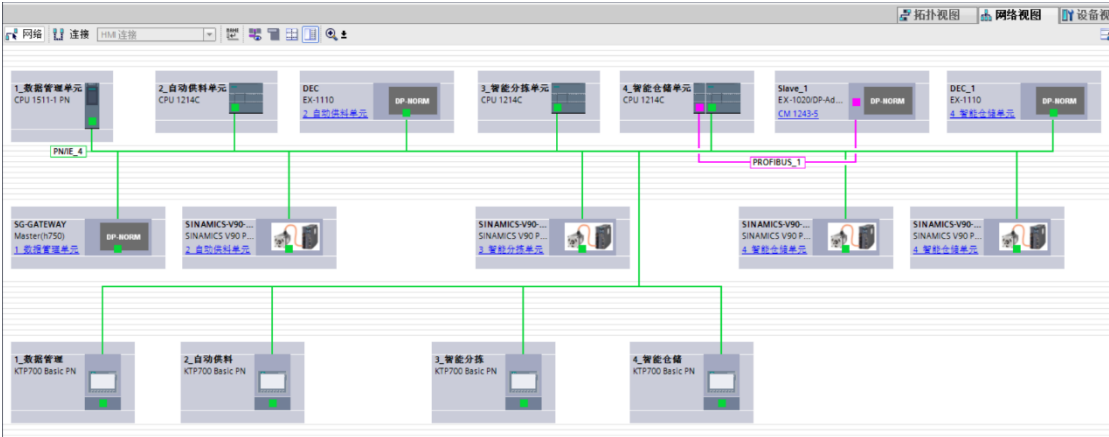 拓扑视图 网络视图 设备视
网络 连接 HMI 连接
1_数据管理单元
CPU 1511-1 PN
2_自动供料单元
CPU 1214C
DEC
EX-1110
2_自动供料单元
DP-NORM
3_智能分拣单元
CPU 1214C
4_智能仓储单元
CPU 1214C
Slave_1
EX-1020/DP-Ad...
CM 1243-5
DP-NORM
DEC_1
EX-1110
4_智能仓储单元
DP-NORM
PN/IE_4
PROFIBUS_1
SG-GATEWAY
Master(h750)
1_数据管理单元
DP-NORM
SINAMICS-V90-...
SINAMICS V90 P...
2_自动供料单元
SINAMICS-V90-...
SINAMICS V90 P...
3_智能分拣单元
SINAMICS-V90-...
SINAMICS V90 P...
4_智能仓储单元
SINAMICS-V90-...
SINAMICS V90 P...
4_智能仓储单元
1_数据管理
KTP700 Basic PN
2_自动供料
KTP700 Basic PN
3_智能分拣
KTP700 Basic PN
4_智能仓储
KTP700 Basic PN